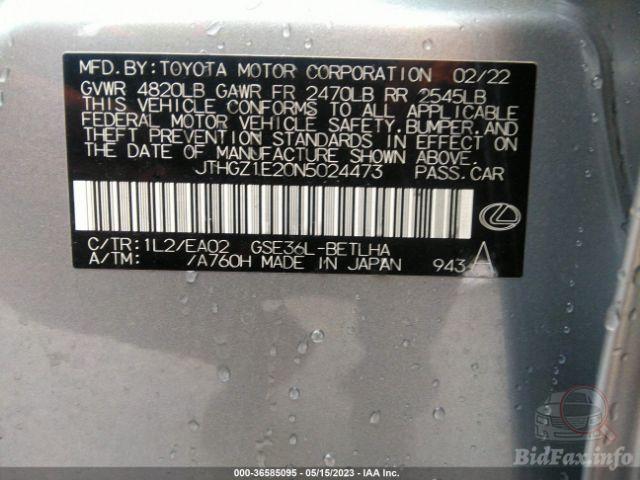 MFD.BY:TOYOTA MOTOR CORPORATION 02/22
GVWR 4820LB GAWR FR 2470LB RR 2545LB
THIS VEHICLE CONFORMS TO ALL APPLICABLE
FEDERAL MOTOR VEHICLE SAFETY,BUMPER,AND
THEFT PREVENTION STANDARDS IN EFFECT ON
THE DATE OF MANUFACTURE SHOWN ABOVE.
JTHGZ1E20N5024473 PASS.CAR
C/TR:1L2/EA02 GSE36L-BETLHA
A/TM: /A760H MADE IN JAPAN 943 A
BidFax.info
000-36585095 - 05/15/2023 - IAA Inc.